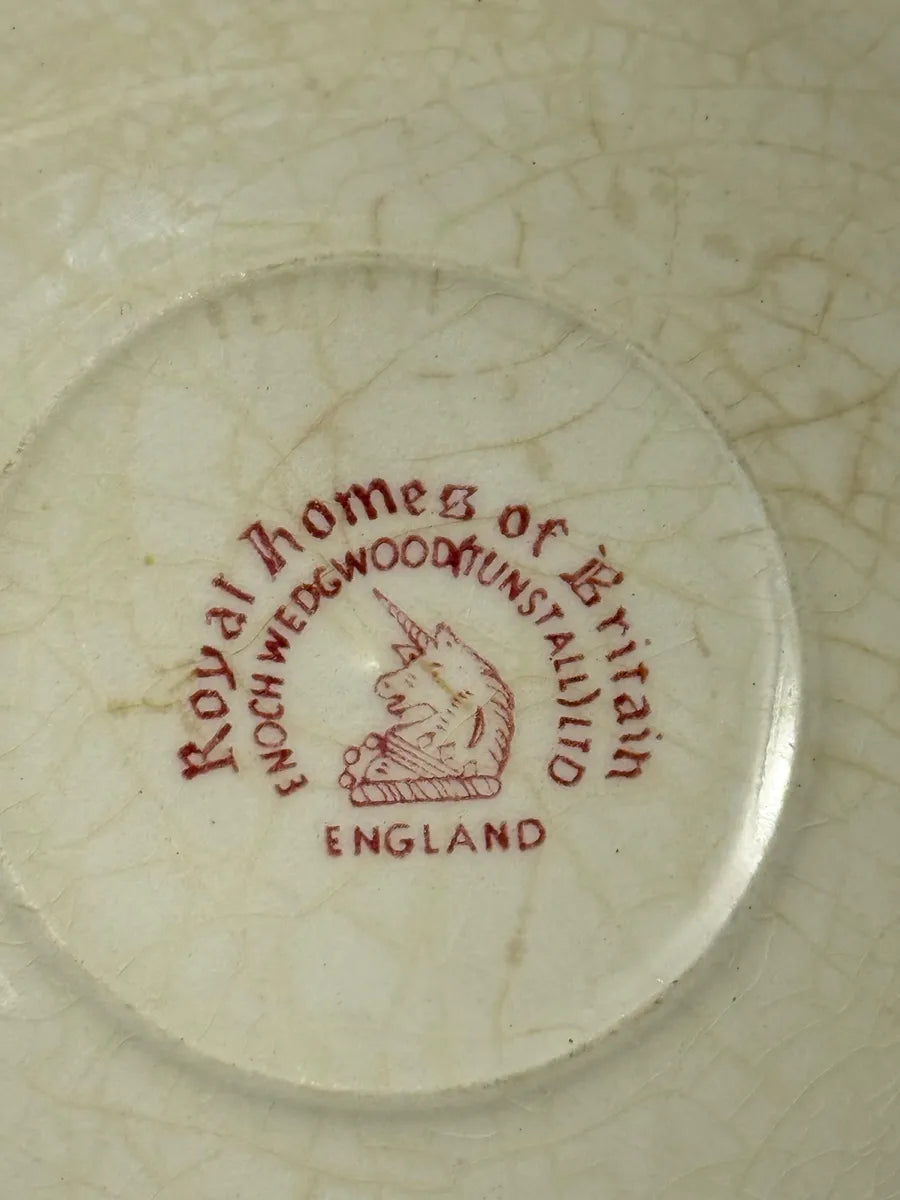 Royal homes of Britain
ENOCH WEDGWOOD (TUNSTALL) LTD
ENGLAND